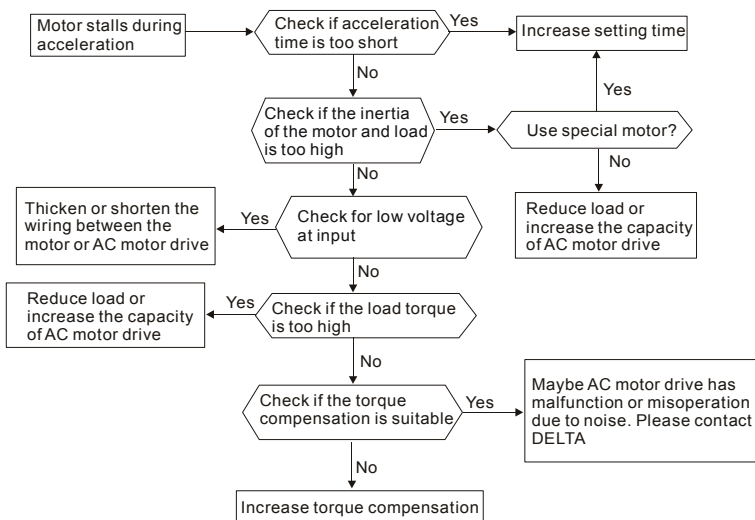 Motor stalls during
acceleration
Check if acceleration
time is too short
Yes
Increase setting time
No
Yes
Check if the inertia
of the motor and load
is too high
Yes
Use special motor?
No
No
Thicken or shorten the
wiring between the
motor or AC motor drive
Yes
Check for low voltage
at input
Reduce load or
increase the capacity
of AC motor drive
No
Reduce load or
increase the capacity
of AC motor drive
Yes
Check if the load torque
is too high
No
Check if the torque
compensation is suitable
Yes
Maybe AC motor drive has
malfunction or misoperation
due to noise. Please contact
DELTA
No
Increase torque compensation